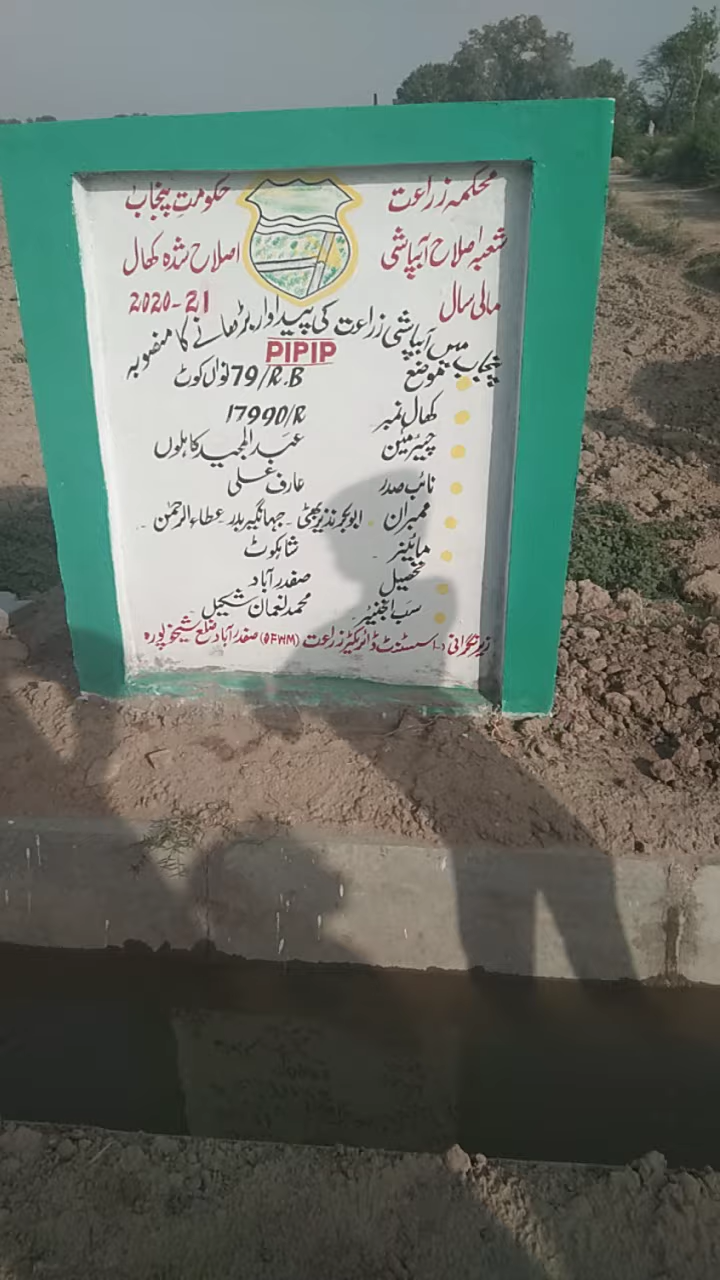 محکمہ زراعت حکومتِ پنجاب
شعبہ اصلاح آبپاشی اصلاح شدہ کھال
مالی سال 2020-21
پنجاب میں آبپاشی زراعت کی پیداوار بڑھانے کا منصوبہ
PIPIP
موضع 79/R.B نواں کوٹ
کھال نمبر 17990/R
چیئرمین عبدالمجید کاہلوں
نائب صدر عارف علی
ممبران ابوبکر نذیر بھٹی ۔ جہانگیر بدر عطاء الرحمٰن ۔
مائینر ۔ شاہکوٹ
تحصیل صفدر آباد
سب انجنیئر محمد نعمان شکیل
زیر نگرانی :۔ اسسٹنٹ ڈائریکٹر زراعت (OFWM) صفدر آباد ضلع شیخوپورہ